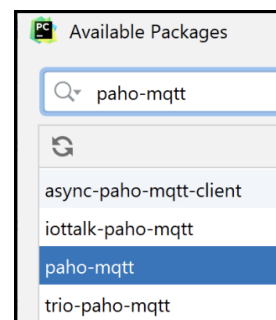 PC
Available Packages
paho-mqtt
async-paho-mqtt-client
iottalk-paho-mqtt
paho-mqtt
trio-paho-mqtt